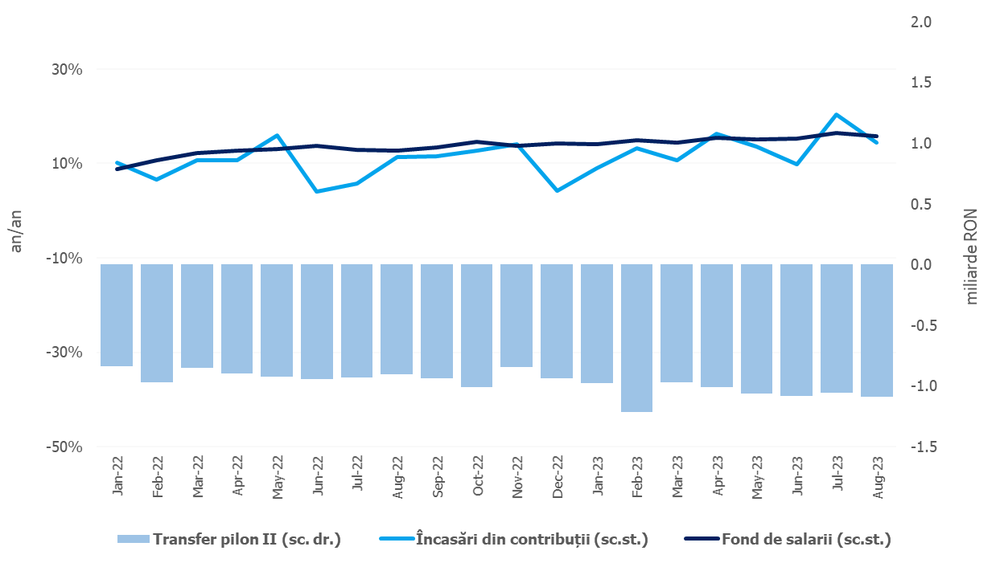 2.0
30%
1.5
1.0
10%
0.5
an/an
miliarde RON
-10%
0.0
-0.5
-30%
-1.0
-50%
-1.5
Jan-22
Feb-22
Mar-22
Apr-22
May-22
Jun-22
Jul-22
Aug-22
Sep-22
Oct-22
Nov-22
Dec-22
Jan-23
Feb-23
Mar-23
Apr-23
May-23
Jun-23
Jul-23
Aug-23
Transfer pilon II (sc. dr.)
Încasări din contribuții (sc.st.)
Fond de salarii (sc.st.)